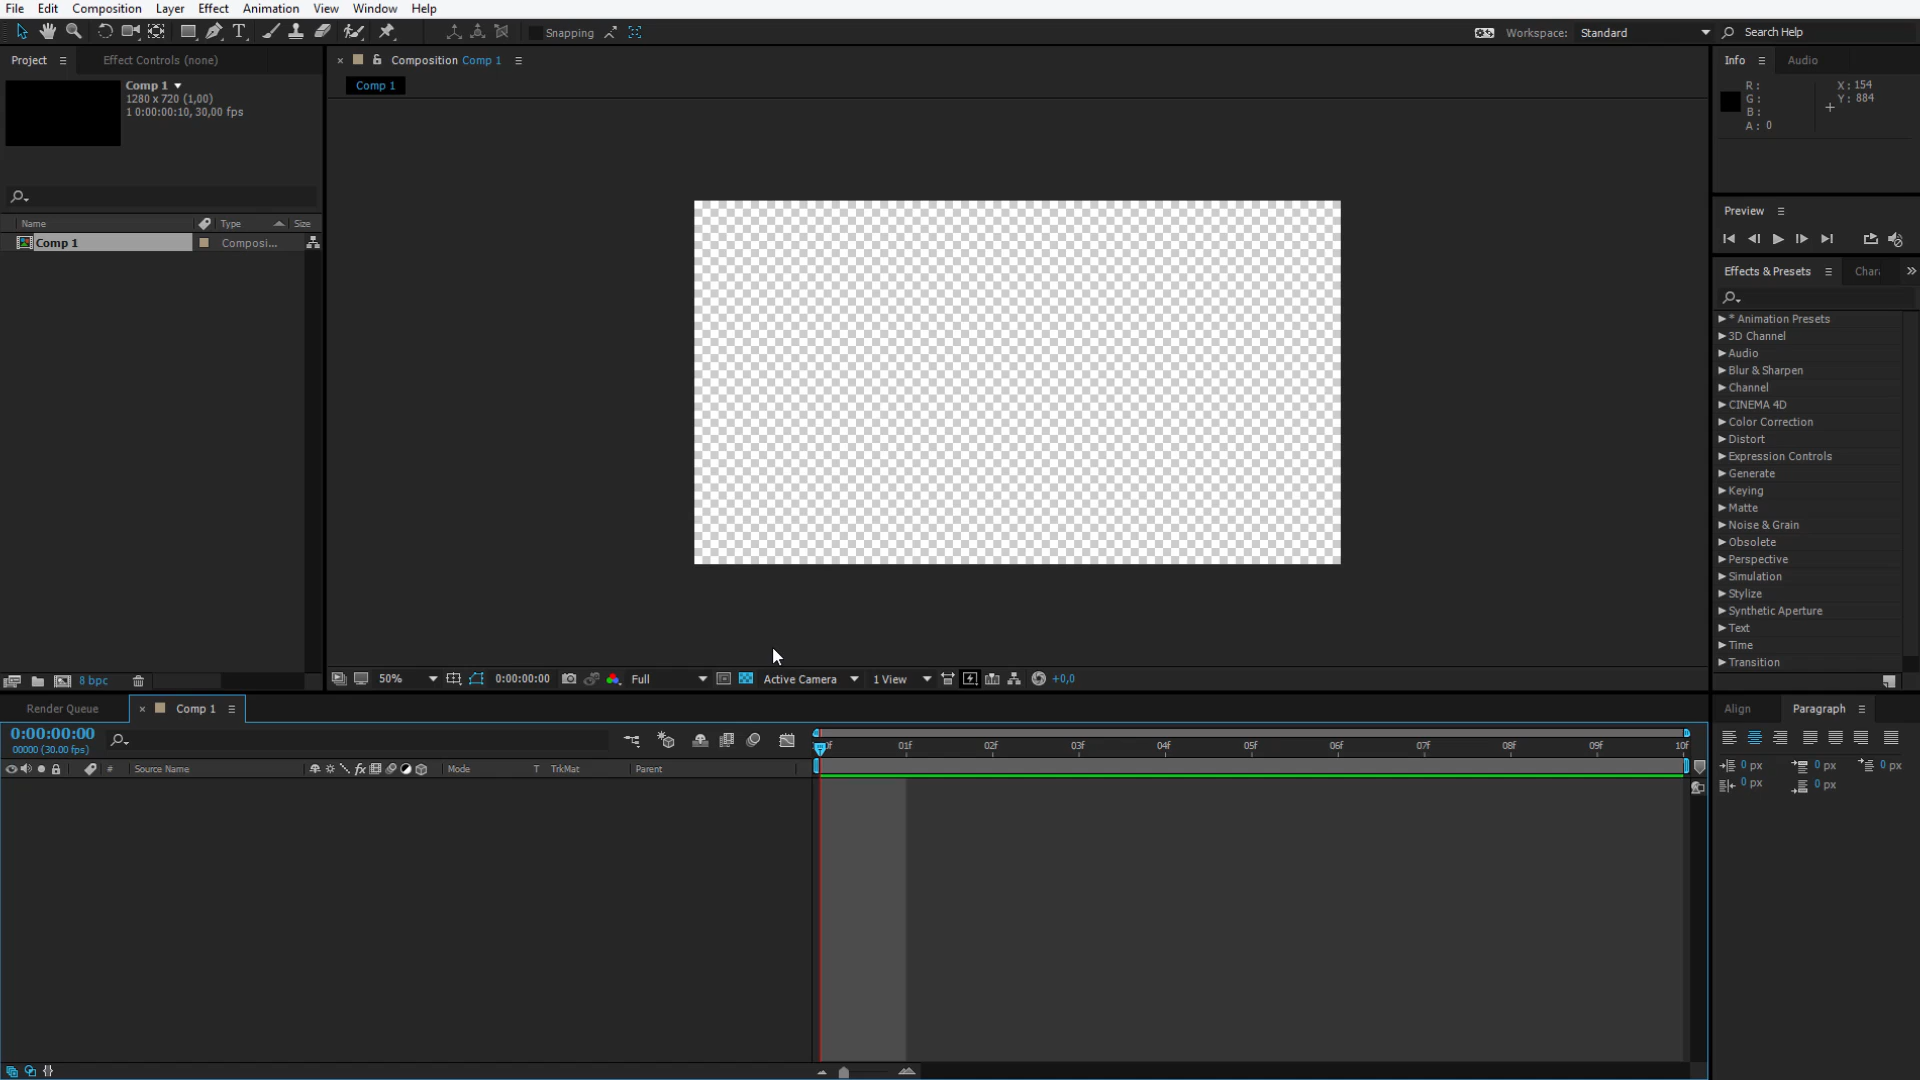 File Edit Composition Layer Effect Animation View Window Help
Snapping
Workspace: Standard
Search Help
Project
Effect Controls (none)
Comp 1
1280 x 720 (1,00)
1 0:00:00:10, 30,00 fps
Name Type Size
Comp 1 Composi...
8 bpc
Composition Comp 1
Comp 1
50% 0:00:00:00 Full Active Camera 1 View +0,0
Info Audio
R: X: 154
G: Y: 884
B:
A: 0
Preview
Effects & Presets Chara
* Animation Presets
3D Channel
Audio
Blur & Sharpen
Channel
CINEMA 4D
Color Correction
Distort
Expression Controls
Generate
Keying
Matte
Noise & Grain
Obsolete
Perspective
Simulation
Stylize
Synthetic Aperture
Text
Time
Transition
Render Queue Comp 1
0:00:00:00
00000 (30.00 fps)
# Source Name fx Mode T TrkMat Parent
01f 02f 03f 04f 05f 06f 07f 08f 09f 10f
Align Paragraph
0 px 0 px 0 px
0 px 0 px